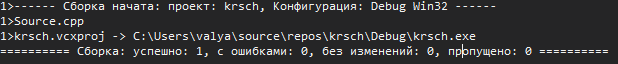 1>------ Сборка начата: проект: krsch, Конфигурация: Debug Win32 ------
1>Source.cpp
1>krsch.vcxproj -> C:\Users\valya\source\repos\krsch\Debug\krsch.exe
========== Сборка: успешно: 1, с ошибками: 0, без изменений: 0, пропущено: 0 ==========